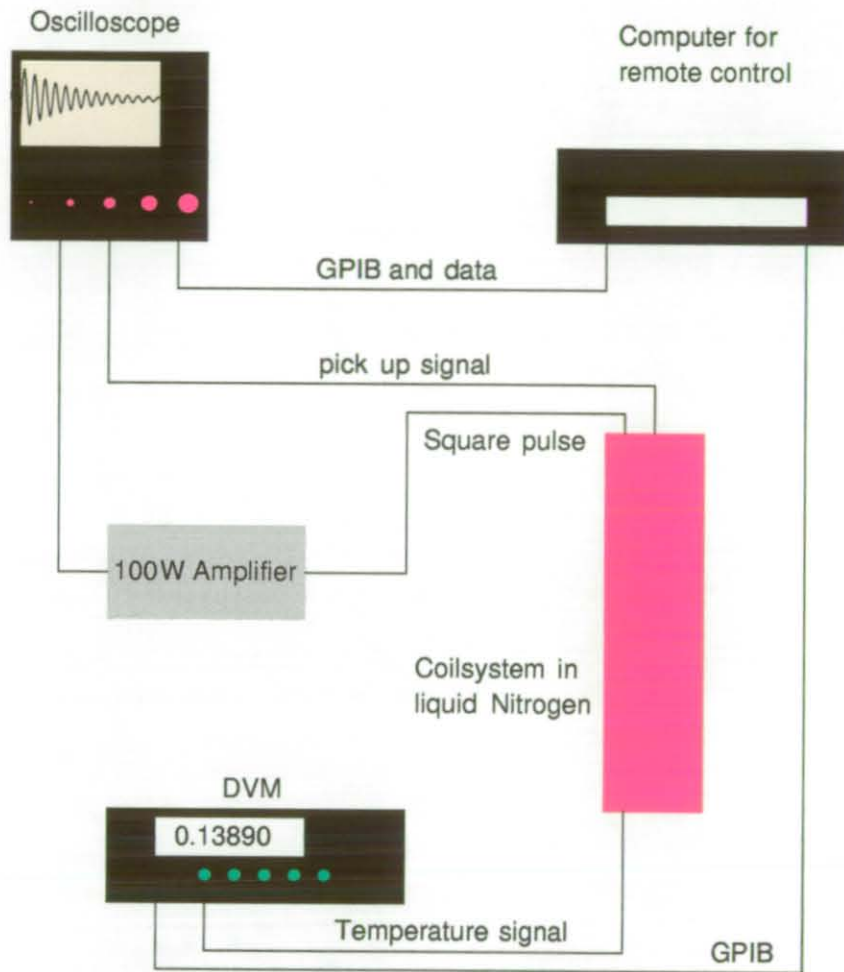 Oscilloscope
Computer for
remote control
GPIB and data
pick up signal
Square pulse
100W Amplifier
Coilsystem in
liquid Nitrogen
DVM
0.13890
Temperature signal
GPIB